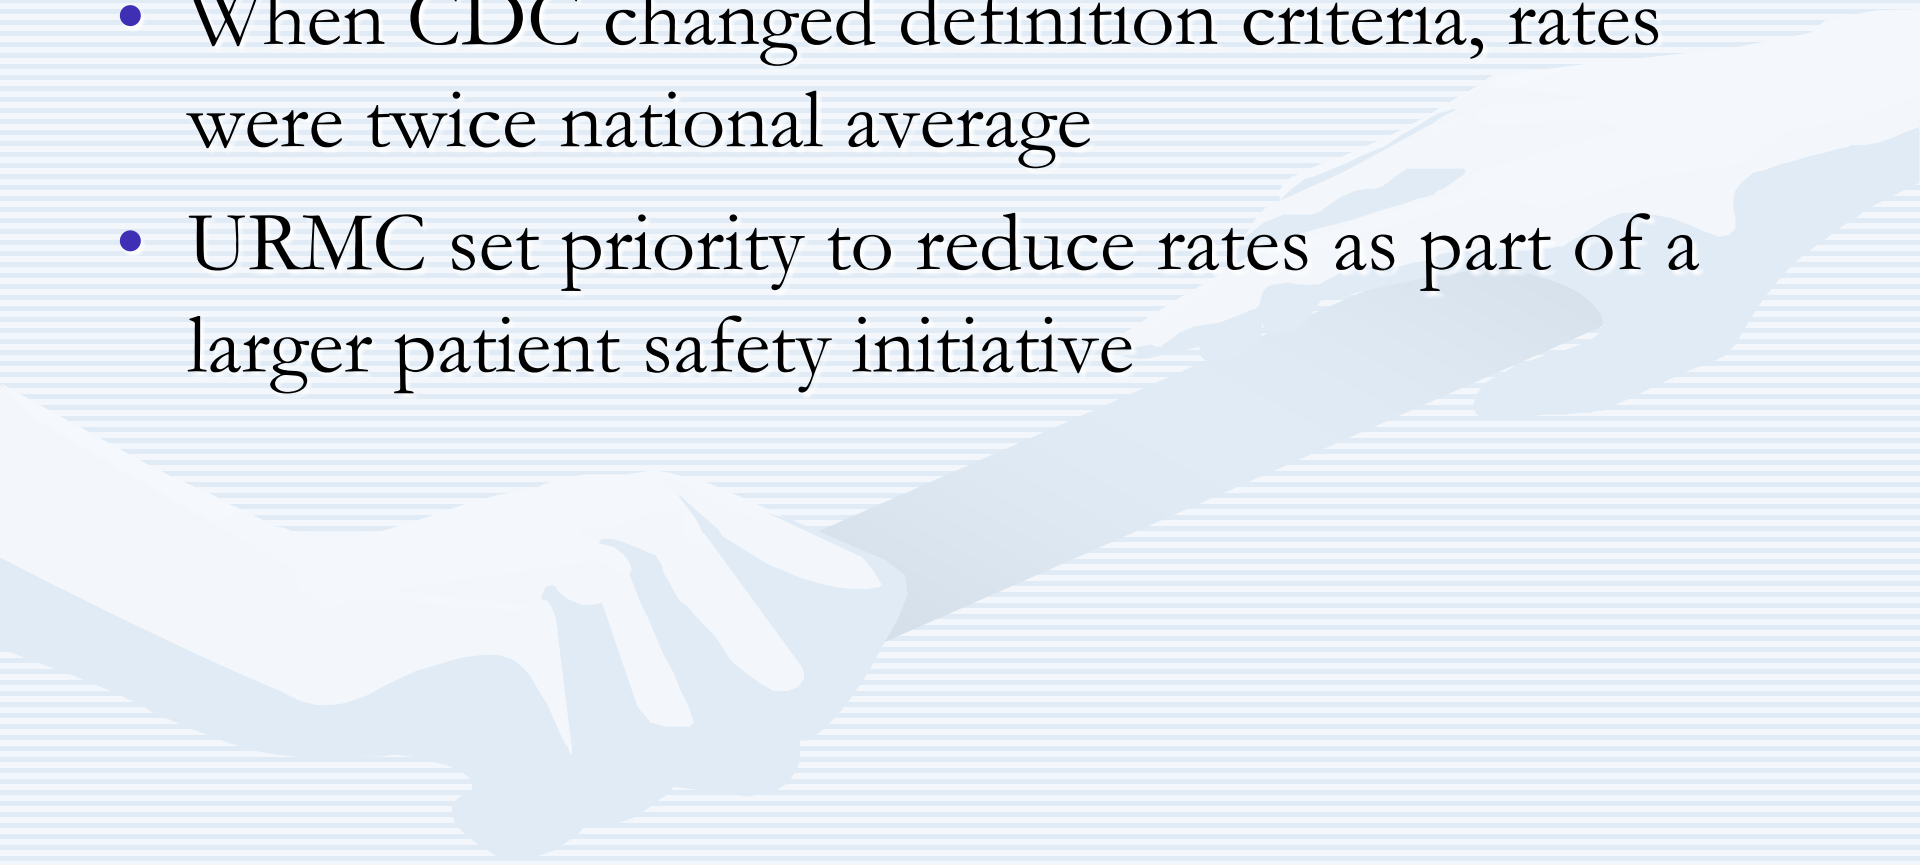 • When CDC changed definition criteria, rates
were twice national average
• URMC set priority to reduce rates as part of a
larger patient safety initiative